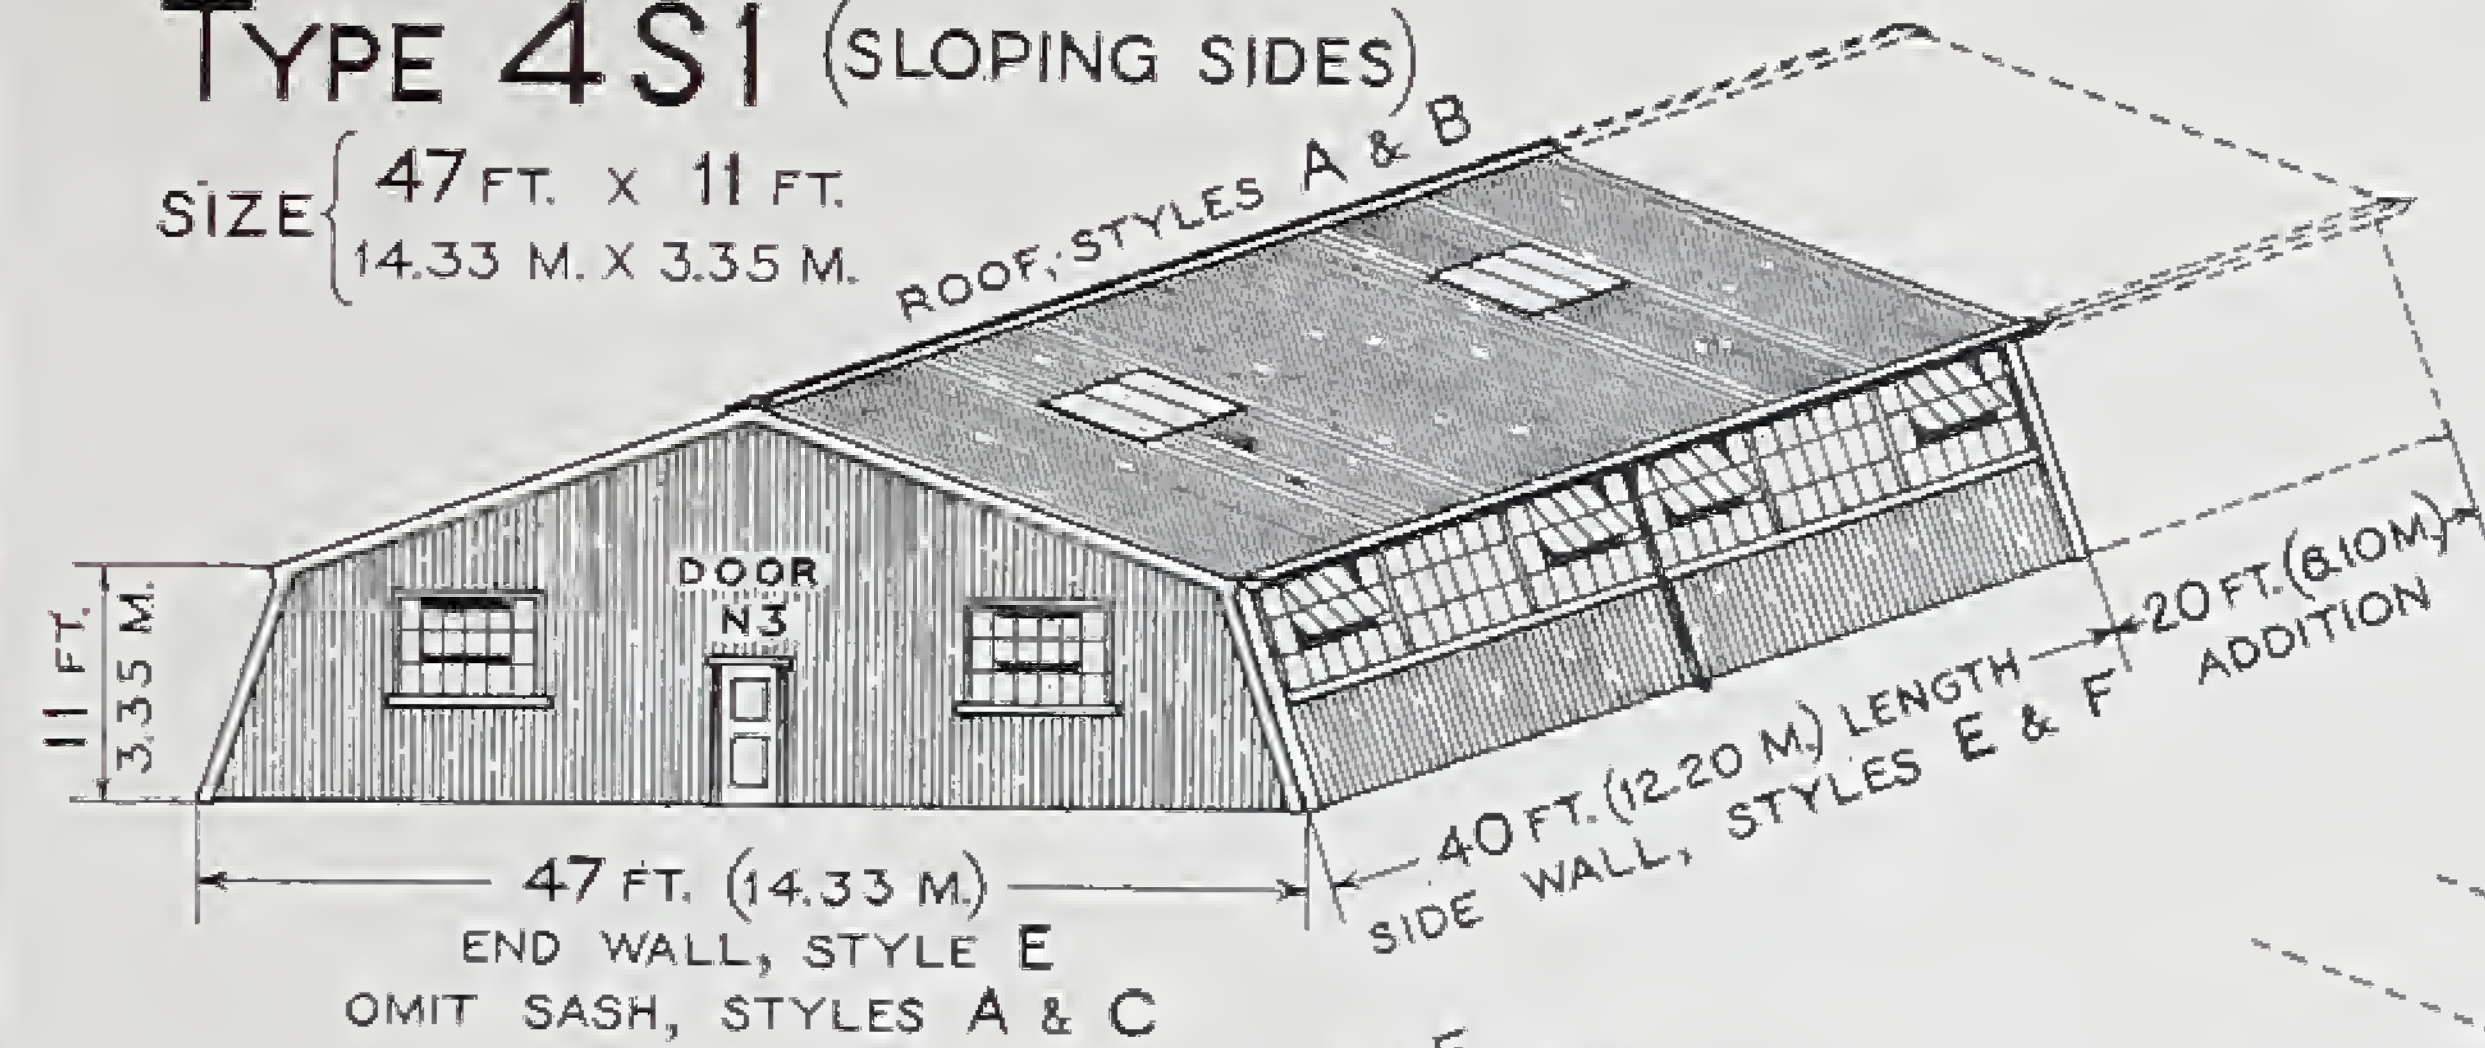 TYPE 4S1 (SLOPING SIDES)
SIZE { 47 FT. X 11 FT.
14.33 M. X 3.35 M.
ROOF, STYLES A & B
DOOR
N3
11 FT.
3.35 M.
20 FT. (6.10M.)
ADDITION
40 FT. (12.20 M.) LENGTH
SIDE WALL, STYLES E & F
47 FT. (14.33 M.)
END WALL, STYLE E
OMIT SASH, STYLES A & C